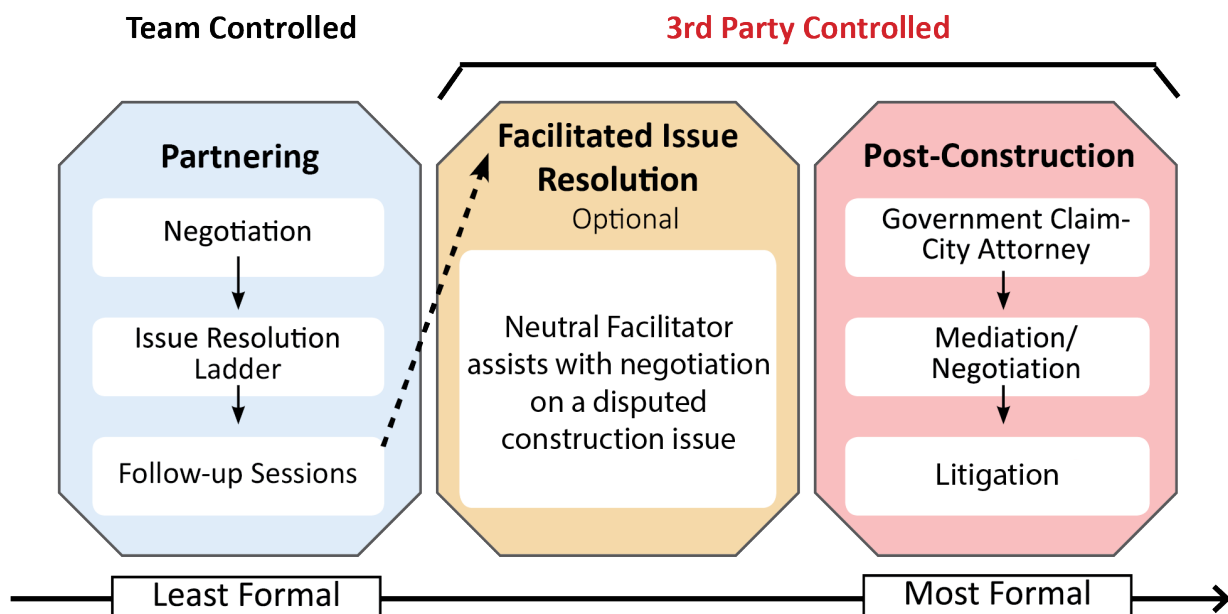 Team Controlled
3rd Party Controlled
Partnering
Negotiation
Issue Resolution
Ladder
Follow-up Sessions
Facilitated Issue
Resolution
Optional
Neutral Facilitator
assists with negotiation
on a disputed
construction issue
Post-Construction
Government Claim-
City Attorney
Mediation/
Negotiation
Litigation
Least Formal
Most Formal